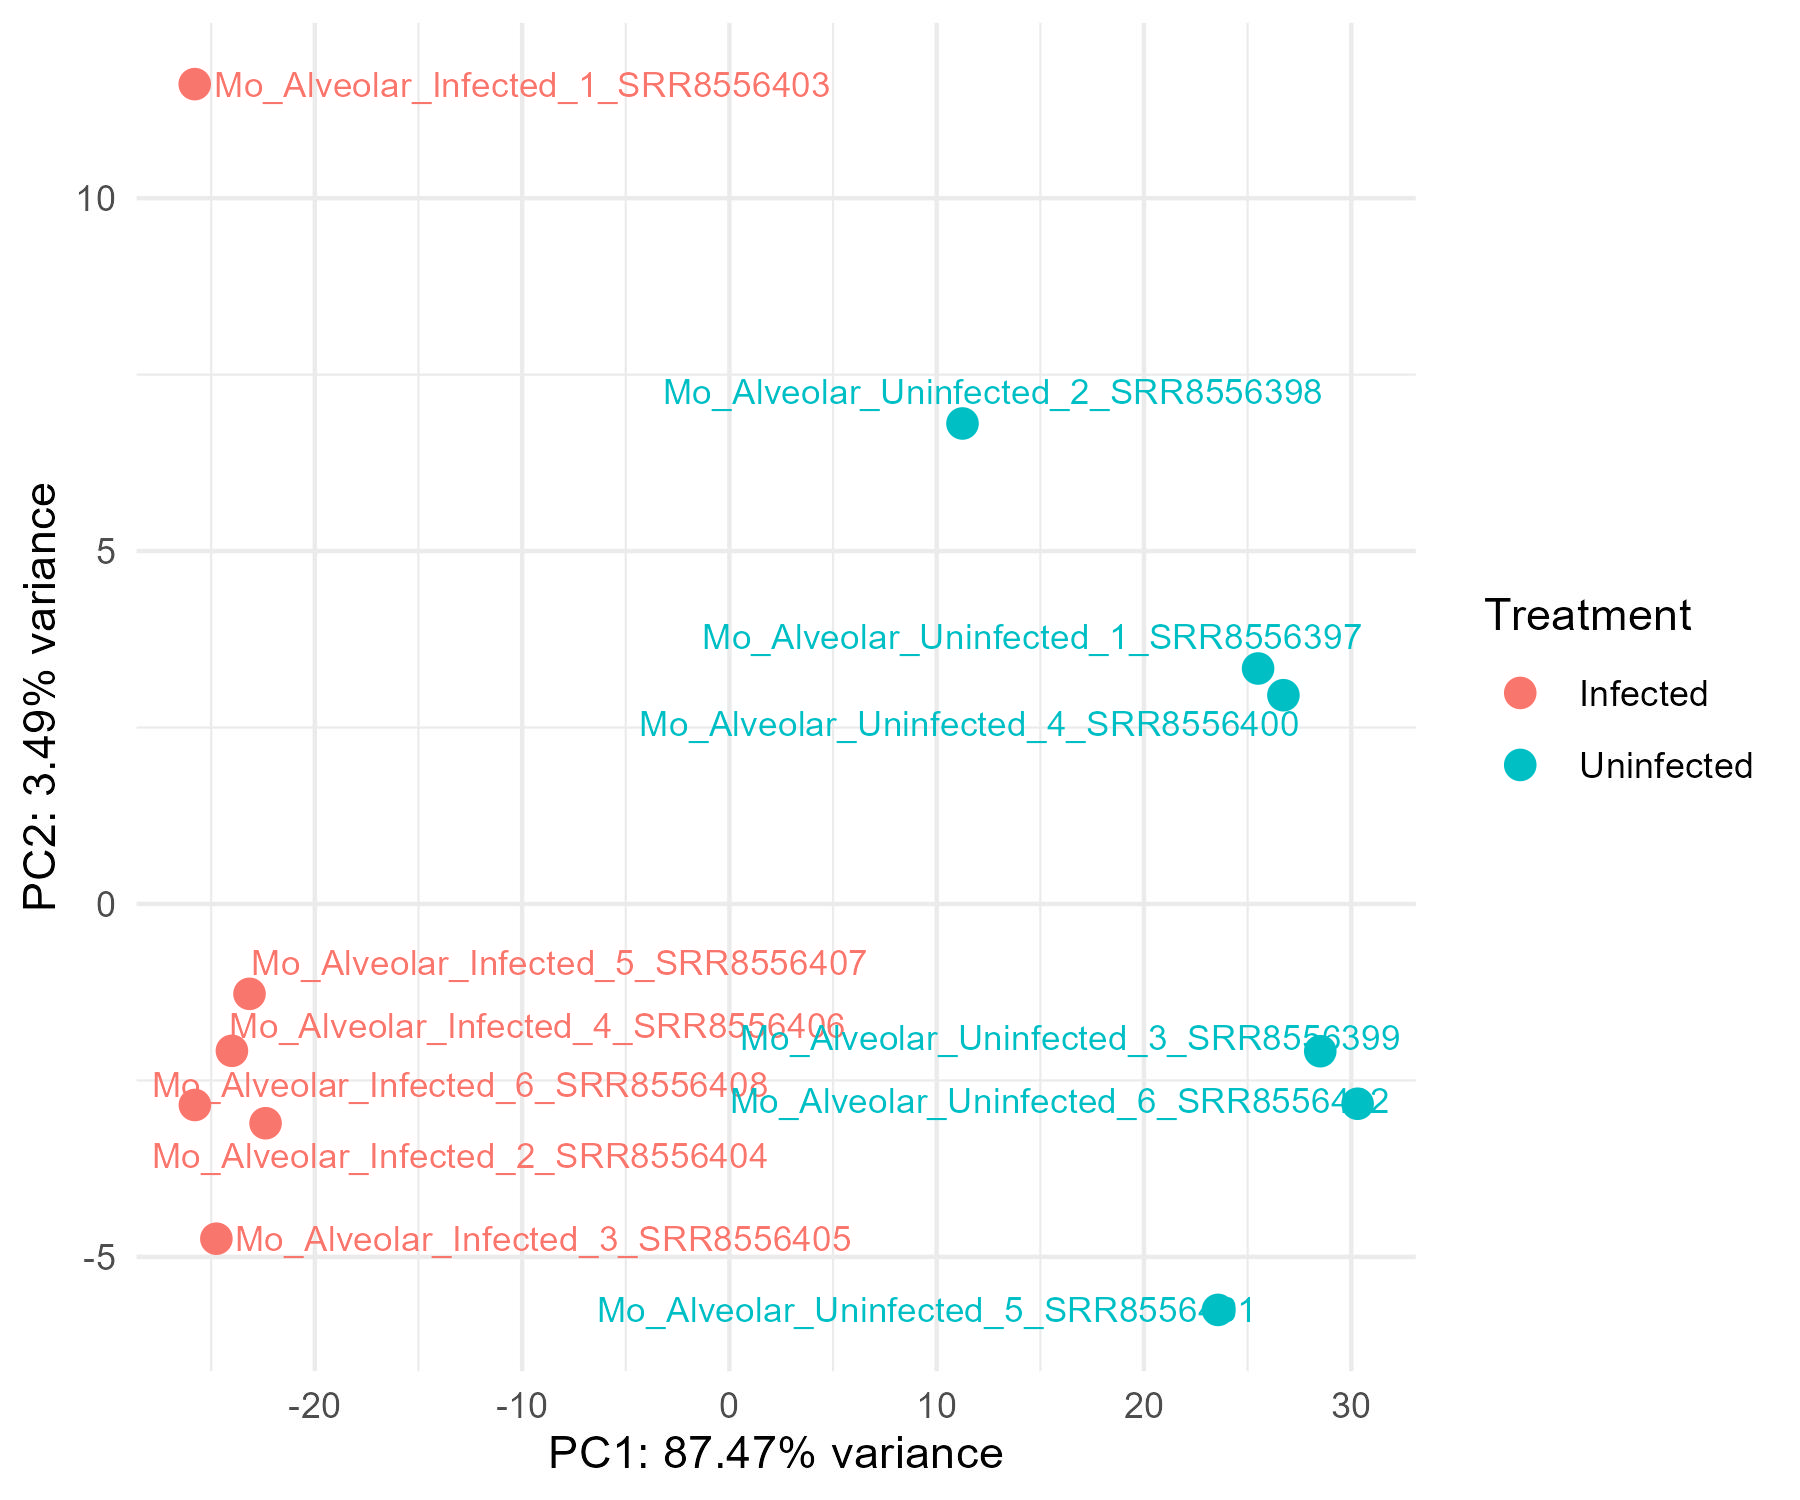 Mo_Alveolar_Infected_1_SRR8556403
10
Mo_Alveolar_Uninfected_2_SRR8556398
5
Mo_Alveolar_Uninfected_1_SRR8556397
Mo_Alveolar_Uninfected_4_SRR8556400
0
Mo_Alveolar_Infected_5_SRR8556407
Mo_Alveolar_Infected_4_SRR8556406
Mo_Alveolar_Uninfected_3_SRR8556399
Mo_Alveolar_Infected_6_SRR8556408
Mo_Alveolar_Uninfected_6_SRR8556402
Mo_Alveolar_Infected_2_SRR8556404
Mo_Alveolar_Infected_3_SRR8556405
-5
Mo_Alveolar_Uninfected_5_SRR8556401
-20 -10 0 10 20 30
PC1: 87.47% variance
PC2: 3.49% variance
Treatment
Infected
Uninfected